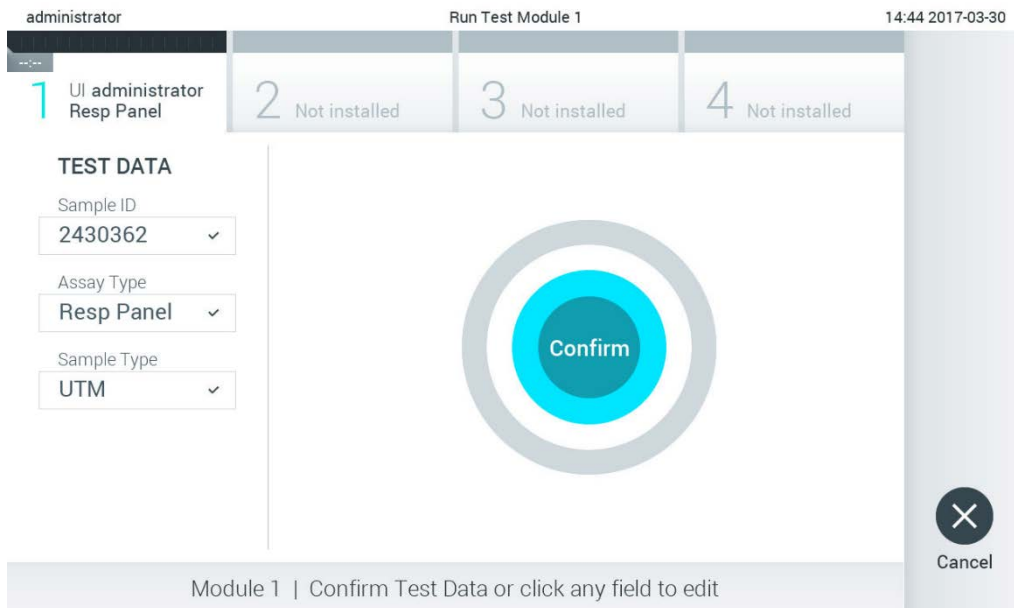 administrator Run Test Module 1 14:44 2017-03-30
--:--
1 UI administrator
Resp Panel
2 Not installed
3 Not installed
4 Not installed
TEST DATA
Sample ID
2430362
Assay Type
Resp Panel
Sample Type
UTM
Confirm
Cancel
Module 1 | Confirm Test Data or click any field to edit